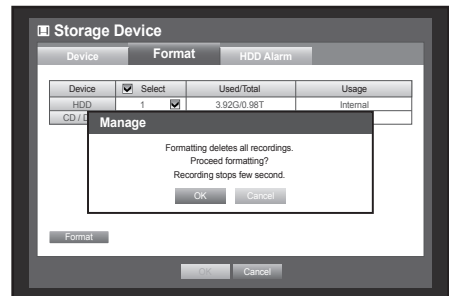 Storage Device
Device Format HDD Alarm
Device Select Used/Total Usage
HDD 1 3.92G/0.98T Internal
CD /
Manage
Formatting deletes all recordings.
Proceed formatting?
Recording stops few second.
OK Cancel
Format
OK Cancel